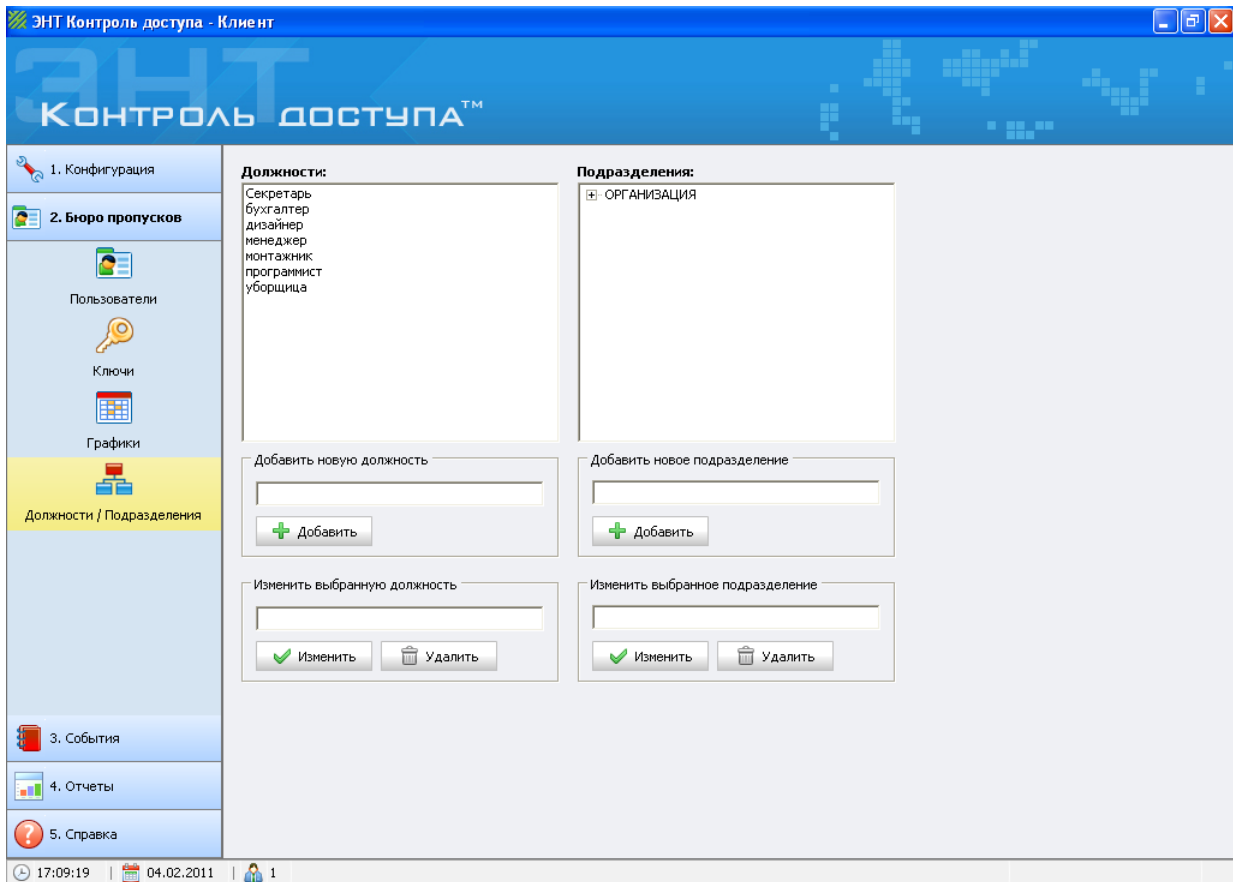 ЭНТ Контроль доступа - Клиент
ЭНТ
Контроль доступа™
1. Конфигурация
2. Бюро пропусков
Пользователи
Ключи
Графики
Должности / Подразделения
3. События
4. Отчеты
5. Справка
Должности:
Секретарь
бухгалтер
дизайнер
менеджер
монтажник
программист
уборщица
Подразделения:
ОРГАНИЗАЦИЯ
Добавить новую должность
Добавить
Добавить новое подразделение
Добавить
Изменить выбранную должность
Изменить Удалить
Изменить выбранное подразделение
Изменить Удалить
17:09:19 | 04.02.2011 | 1